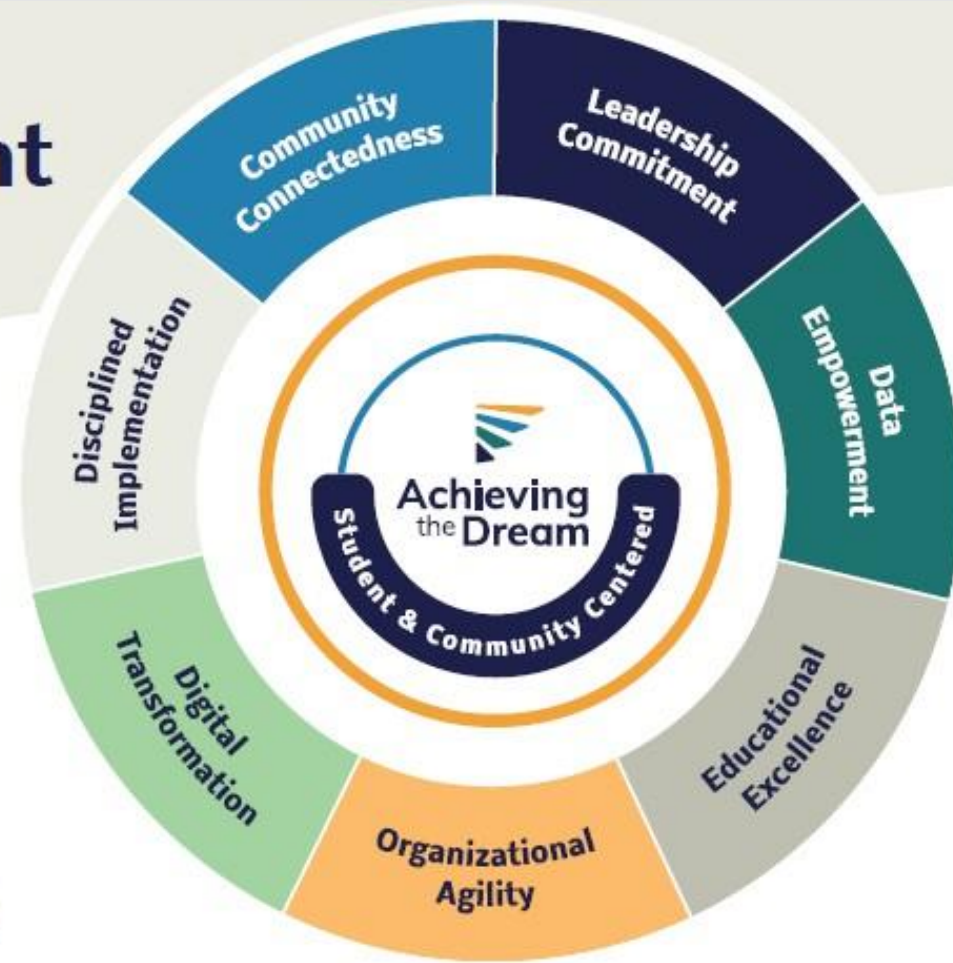 nt
Community
Connectedness
Leadership
Commitment
Data
Empowerment
Educational
Excellence
Organizational
Agility
Digital
Transformation
Disciplined
Implementation
Achieving
the Dream
Student & Community Centered